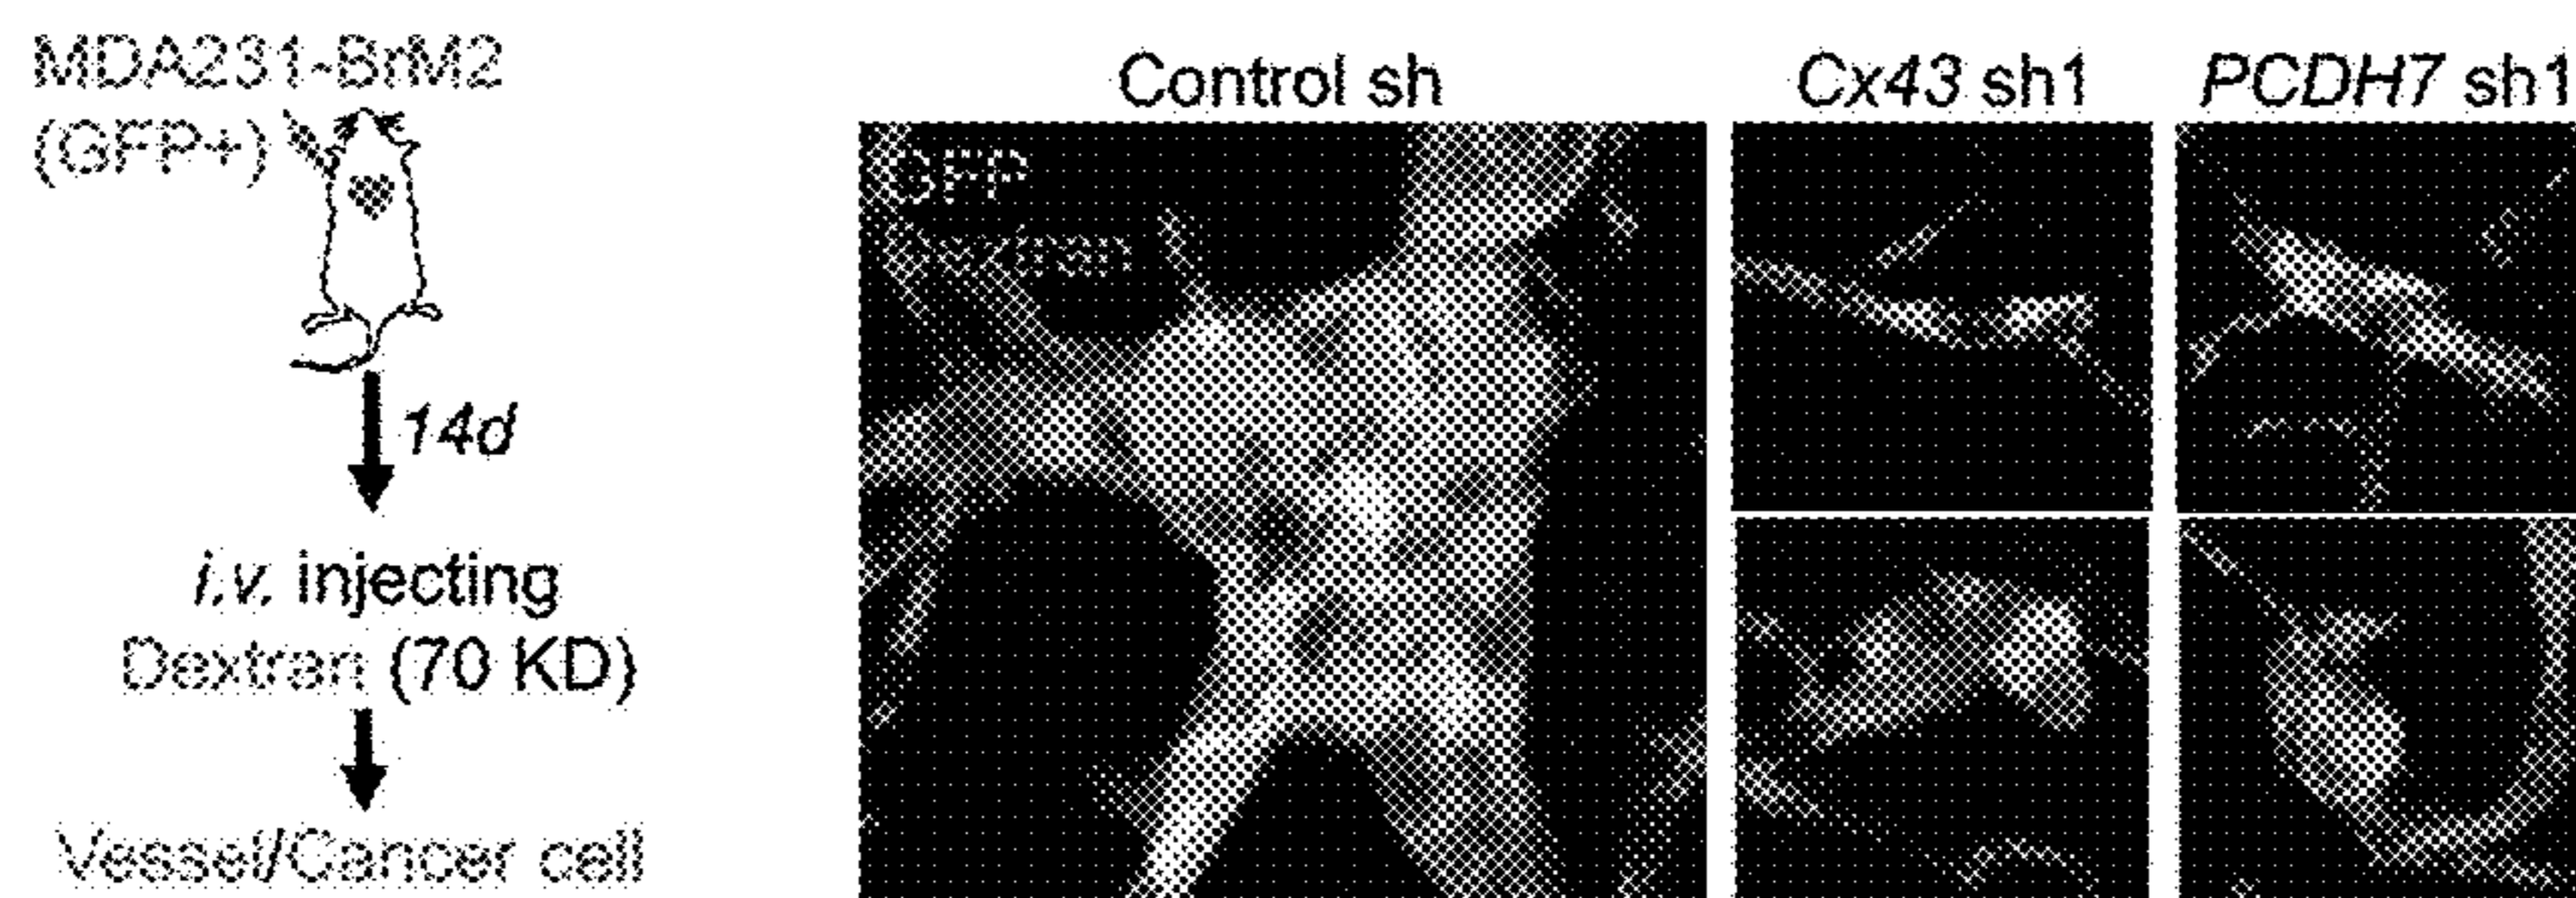 MDA231-BrM2
(GFP+)
14d
i.v. injecting
Dextran (70 KD)
Vessel/Cancer cell
Control sh
Cx43 sh1
PCDH7 sh1
GFP
Dextran